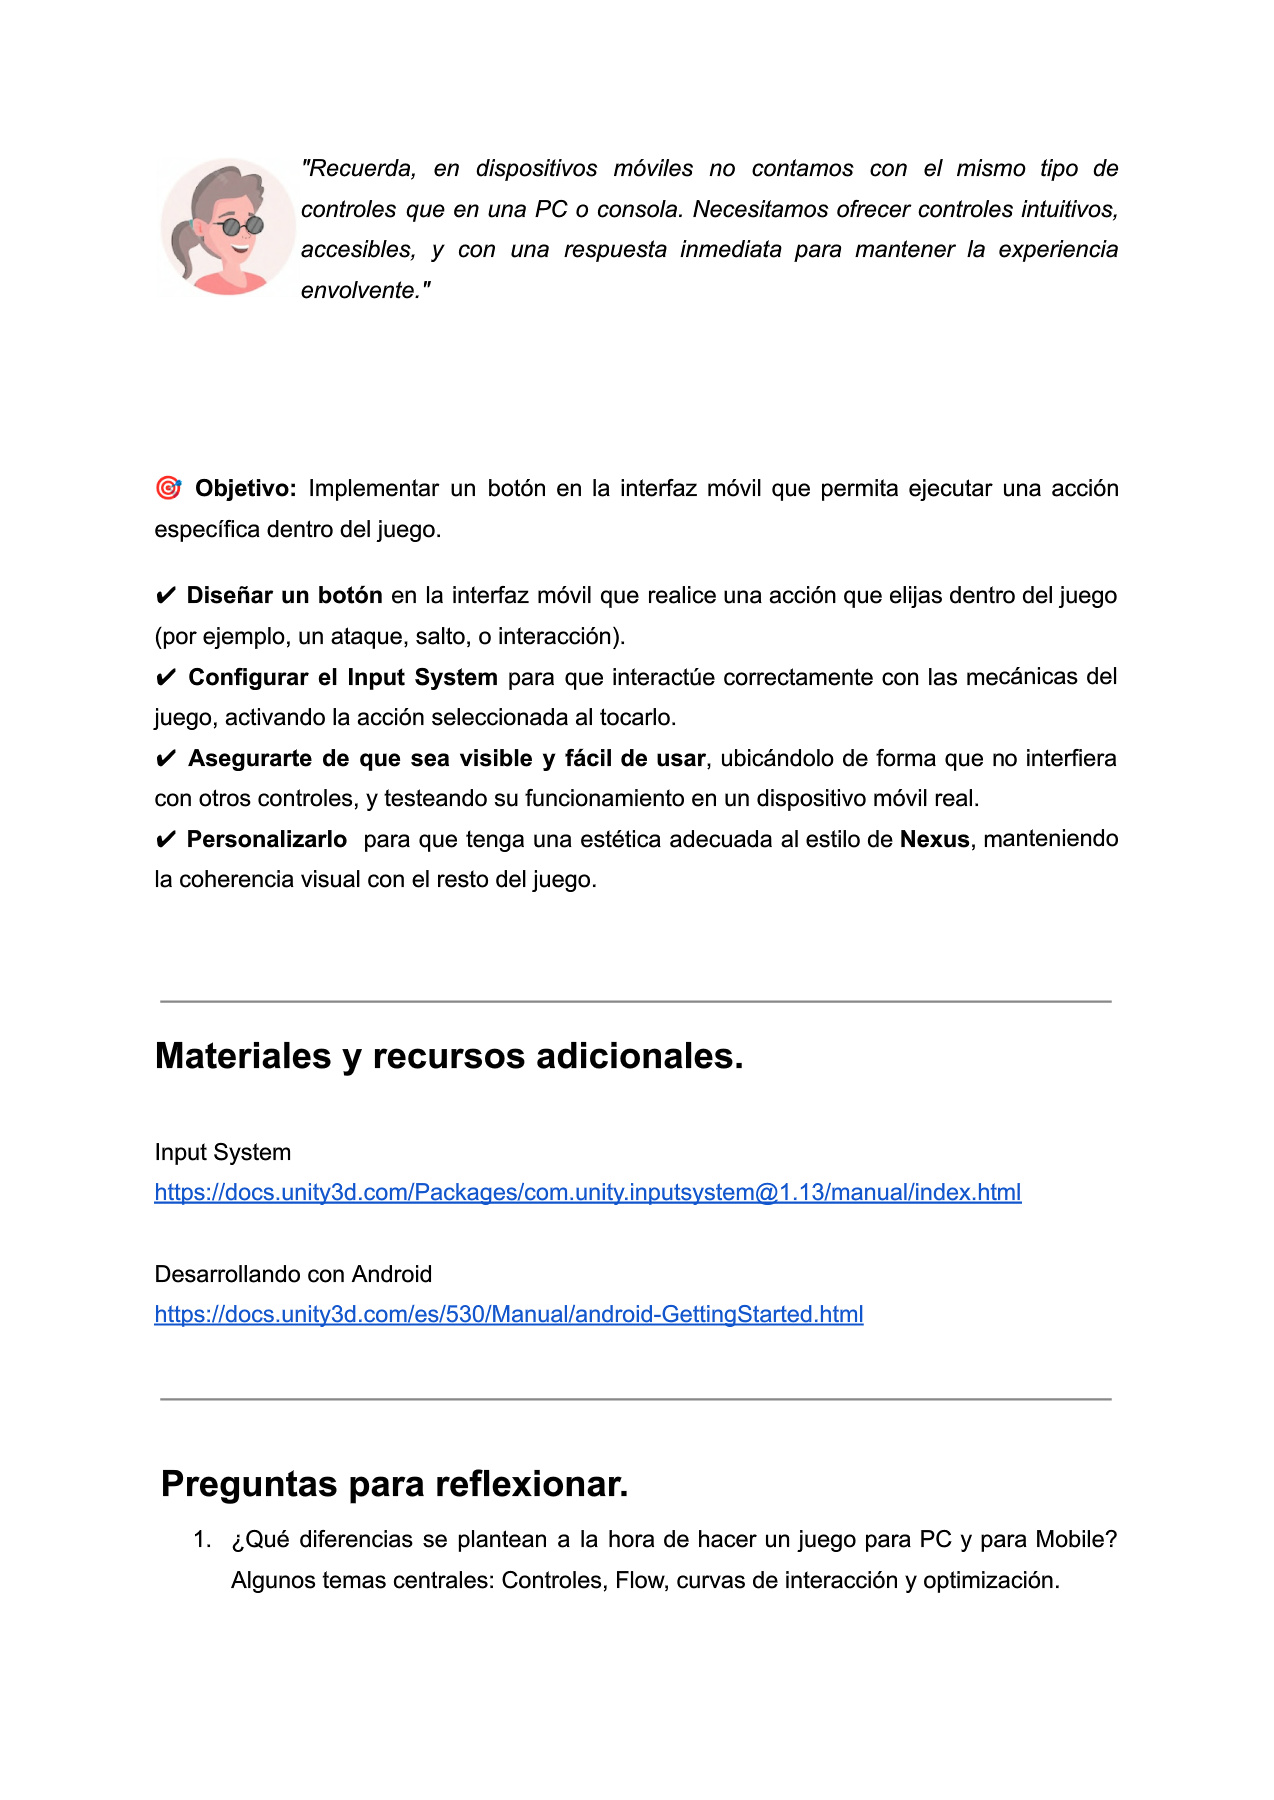 "Recuerda, en dispositivos móviles no contamos con el mismo tipo de
controles que en una PC o consola. Necesitamos ofrecer controles intuitivos,
accesibles, y con una respuesta inmediata para mantener la experiencia
envolvente."
🎯 Objetivo: Implementar un botón en la interfaz móvil que permita ejecutar una acción
específica dentro del juego.
✔ Diseñar un botón en la interfaz móvil que realice una acción que elijas dentro del juego
(por ejemplo, un ataque, salto, o interacción).
✔ Configurar el Input System para que interactúe correctamente con las mecánicas del
juego, activando la acción seleccionada al tocarlo.
✔ Asegurarte de que sea visible y fácil de usar, ubicándolo de forma que no interfiera
con otros controles, y testeando su funcionamiento en un dispositivo móvil real.
✔ Personalizarlo para que tenga una estética adecuada al estilo de Nexus, manteniendo
la coherencia visual con el resto del juego.
Materiales y recursos adicionales.
Input System
https://docs.unity3d.com/Packages/com.unity.inputsystem@1.13/manual/index.html
Desarrollando con Android
https://docs.unity3d.com/es/530/Manual/android-GettingStarted.html
Preguntas para reflexionar.
1. ¿Qué diferencias se plantean a la hora de hacer un juego para PC y para Mobile?
Algunos temas centrales: Controles, Flow, curvas de interacción y optimización.